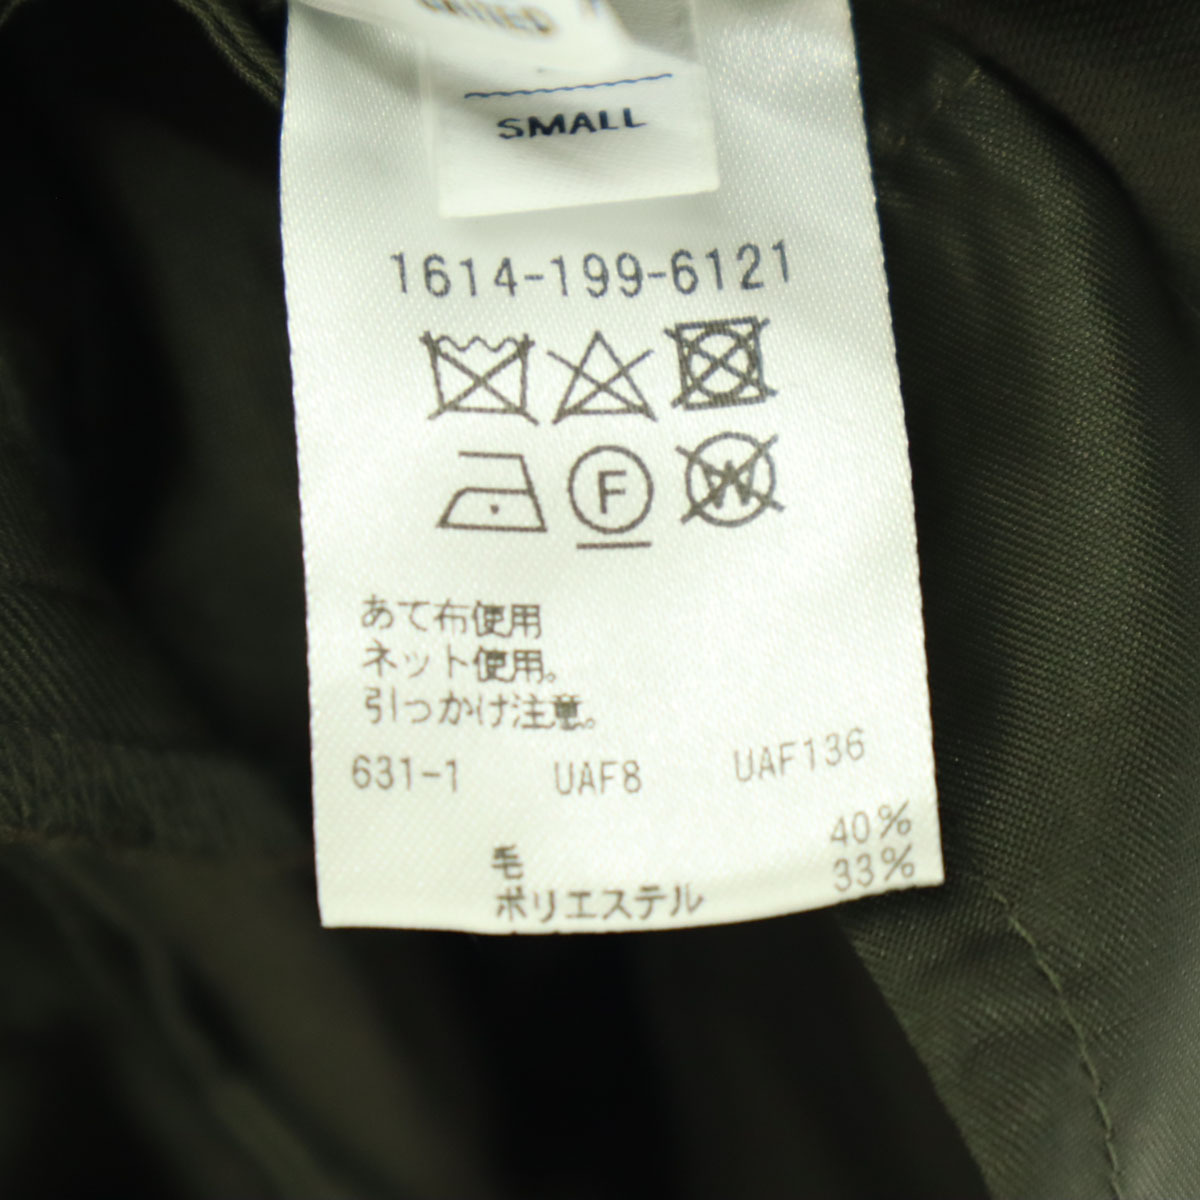 SMALL
1614-199-6121
F
W
あて布使用
ネット使用。
引っかけ注意。
631-1 UAF8 UAF136
毛 40%
ポリエステル 33%